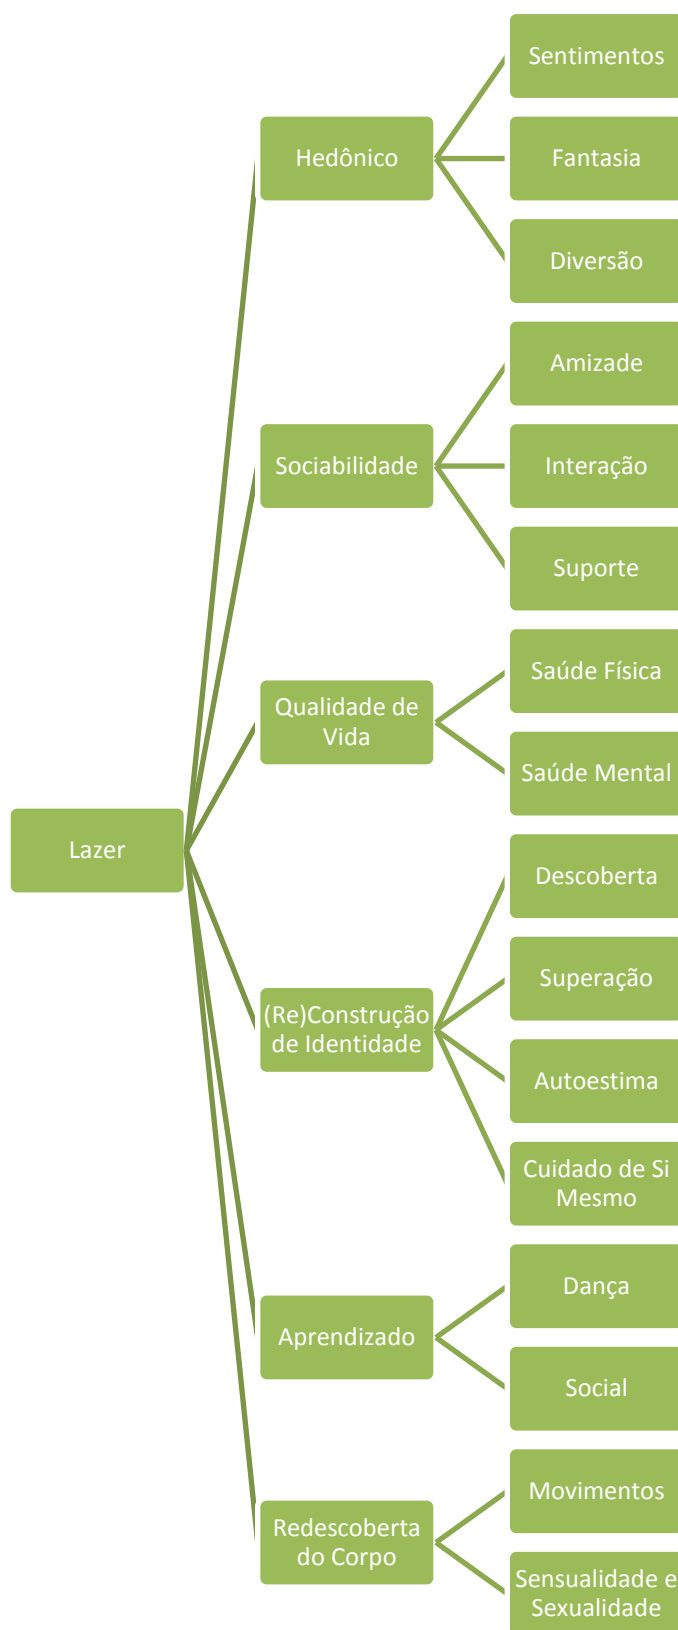 Lazer
Hedônico
Sentimentos
Fantasia
Diversão
Sociabilidade
Amizade
Interação
Suporte
Qualidade de
Vida
Saúde Física
Saúde Mental
(Re)Construção
de Identidade
Descoberta
Superação
Autoestima
Cuidado de Si
Mesmo
Aprendizado
Dança
Social
Redescoberta
do Corpo
Movimentos
Sensualidade e
Sexualidade